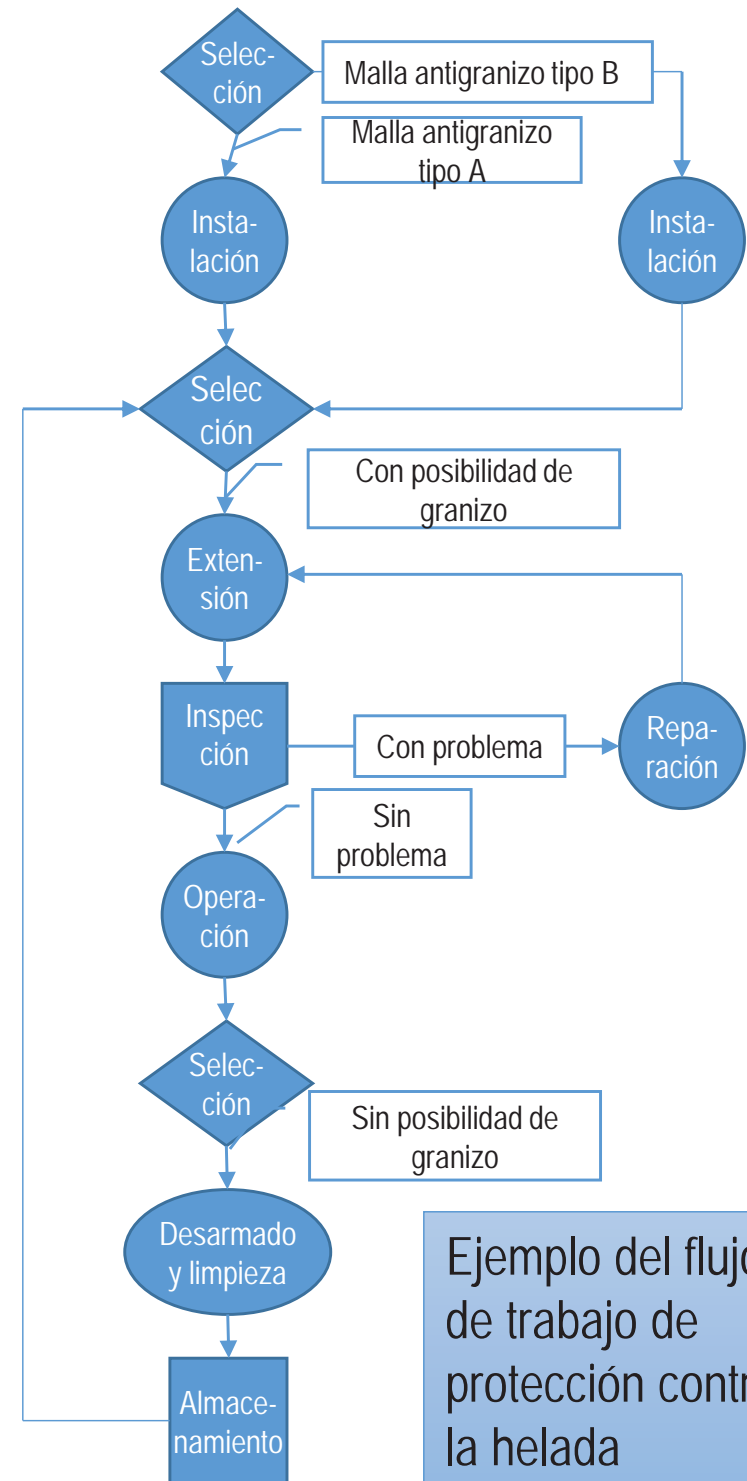 Selec-
ción
Malla antigranizo tipo B
Malla antigranizo
tipo A
Insta-
lación
Insta-
lación
Selec
ción
Con posibilidad de
granizo
Exten-
sión
Inspec
ción
Con problema
Repa-
ración
Sin
problema
Opera-
ción
Selec-
ción
Sin posibilidad de
granizo
Desarmado
y limpieza
Ejemplo del flujo
de trabajo de
protección contr
la helada
Almace-
namiento